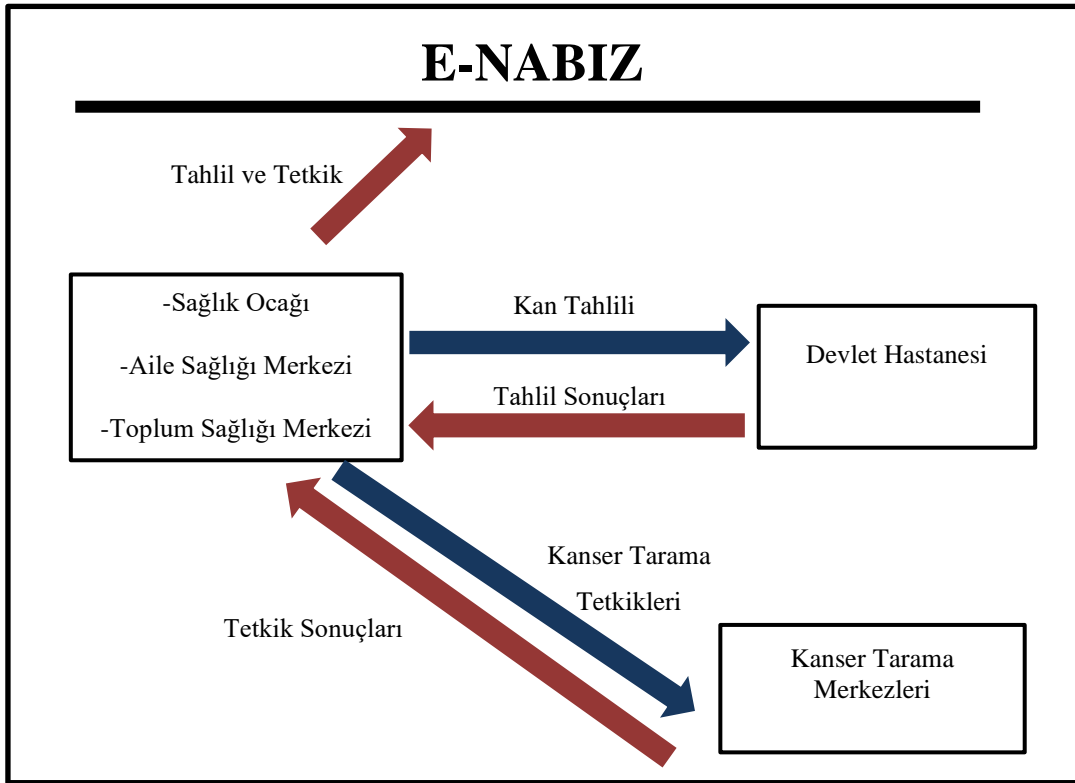 E-NABIZ
Tahlil ve Tetkik
-Sağlık Ocağı
-Aile Sağlığı Merkezi
-Toplum Sağlığı Merkezi
Kan Tahlili
Tahlil Sonuçları
Devlet Hastanesi
Kanser Tarama
Tetkikleri
Tetkik Sonuçları
Kanser Tarama
Merkezleri